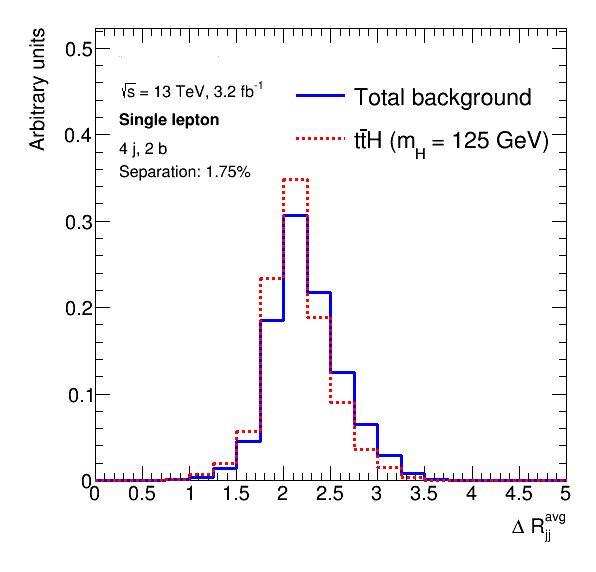 Arbitrary units
0.5
0.4
0.3
0.2
0.1
0
√s = 13 TeV, 3.2 fb⁻¹
Single lepton
4 j, 2 b
Separation: 1.75%
Total background
tt̄H (m_H = 125 GeV)
0 0.5 1 1.5 2 2.5 3 3.5 4 4.5 5
Δ R_jj^avg